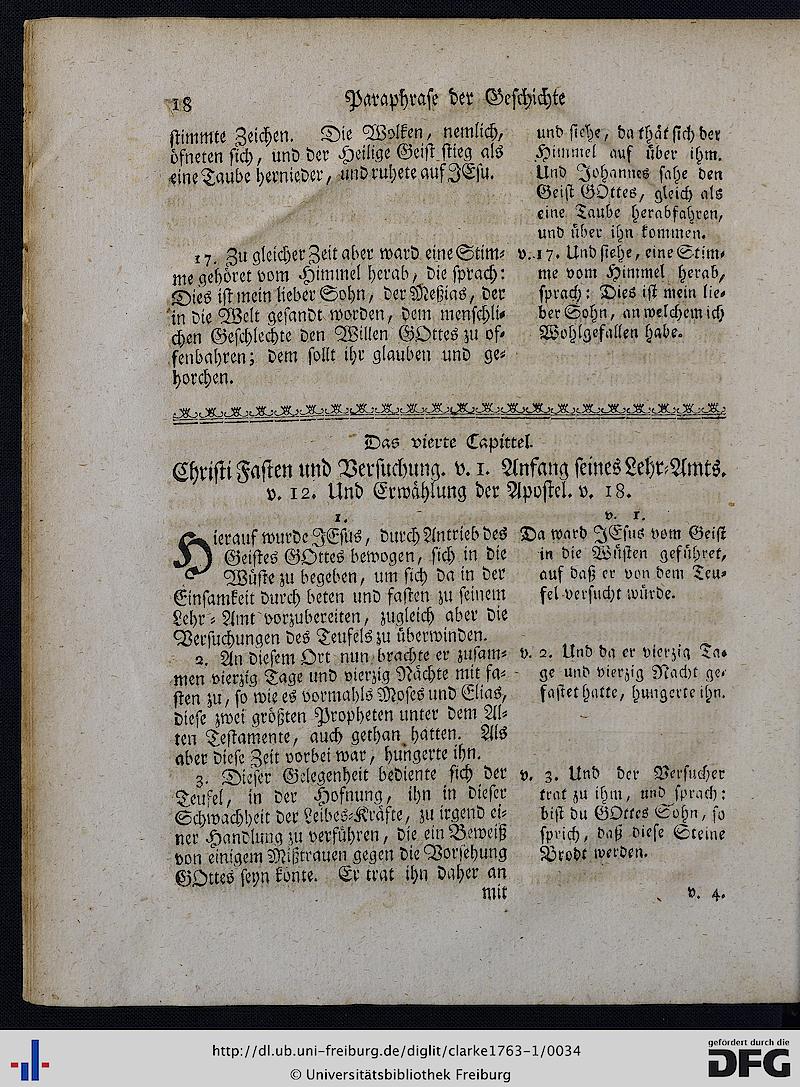 18
Paraphrase der Geschichte
stimmte Zeichen. Die Wolken, nemlich,
öfneten sich, und der Heilige Geist stieg als
eine Taube hernieder, und ruhete auf JEsu.
17. Zu gleicher Zeit aber ward eine Stim-
me gehöret vom Himmel herab, die sprach:
Dies ist mein lieber Sohn, der Meßias, der
in die Welt gesandt worden, dem menschli-
chen Geschlechte den Willen GOttes zu of-
fenbahren; dem sollt ihr glauben und ge-
horchen.
und siehe, da thät sich der
Himmel auf über ihm.
Und Johannes sahe den
Geist GOttes, gleich als
eine Taube herabfahren,
und über ihn kommen.
v. 17. Und siehe, eine Stim-
me vom Himmel herab,
sprach: Dies ist mein lie-
ber Sohn, an welchem ich
Wohlgefallen habe.
Das vierte Capittel.
Christi Fasten und Versuchung. v. 1. Anfang seines Lehr-Amts.
v. 12. Und Erwählung der Apostel. v. 18.
1.
Hierauf wurde JEsus, durch Antrieb des
Geistes GOttes bewogen, sich in die
Wüste zu begeben, um sich da in der
Einsamkeit durch beten und fasten zu seinem
Lehr-Amt vorzubereiten, zugleich aber die
Versuchungen des Teufels zu überwinden.
2. An diesem Ort nun brachte er zusam-
men vierzig Tage und vierzig Nächte mit fa-
sten zu, so wie es vormahls Moses und Elias,
diese zwei größten Propheten unter dem Al-
ten Testamente, auch gethan hatten. Als
aber diese Zeit vorbei war, hungerte ihn.
3. Dieser Gelegenheit bediente sich der
Teufel, in der Hofnung, ihn in dieser
Schwachheit der Leibes-Kräfte, zu irgend ei-
ner Handlung zu verführen, die ein Beweiß
von einigem Mißtrauen gegen die Vorsehung
GOttes seyn könte. Er trat ihn daher an
mit
v. 1.
Da ward JEsus vom Geist
in die Wüsten geführet,
auf daß er von dem Teu-
fel versucht würde.
v. 2. Und da er vierzig Ta-
ge und vierzig Nacht ge-
fastet hatte, hungerte ihn.
v. 3. Und der Versucher
trat zu ihm, und sprach:
bist du GOttes Sohn, so
sprich, daß diese Steine
Brodt werden.
v. 4.
http://dl.ub.uni-freiburg.de/diglit/clarke1763-1/0034
© Universitätsbibliothek Freiburg
gefördert durch die
DFG